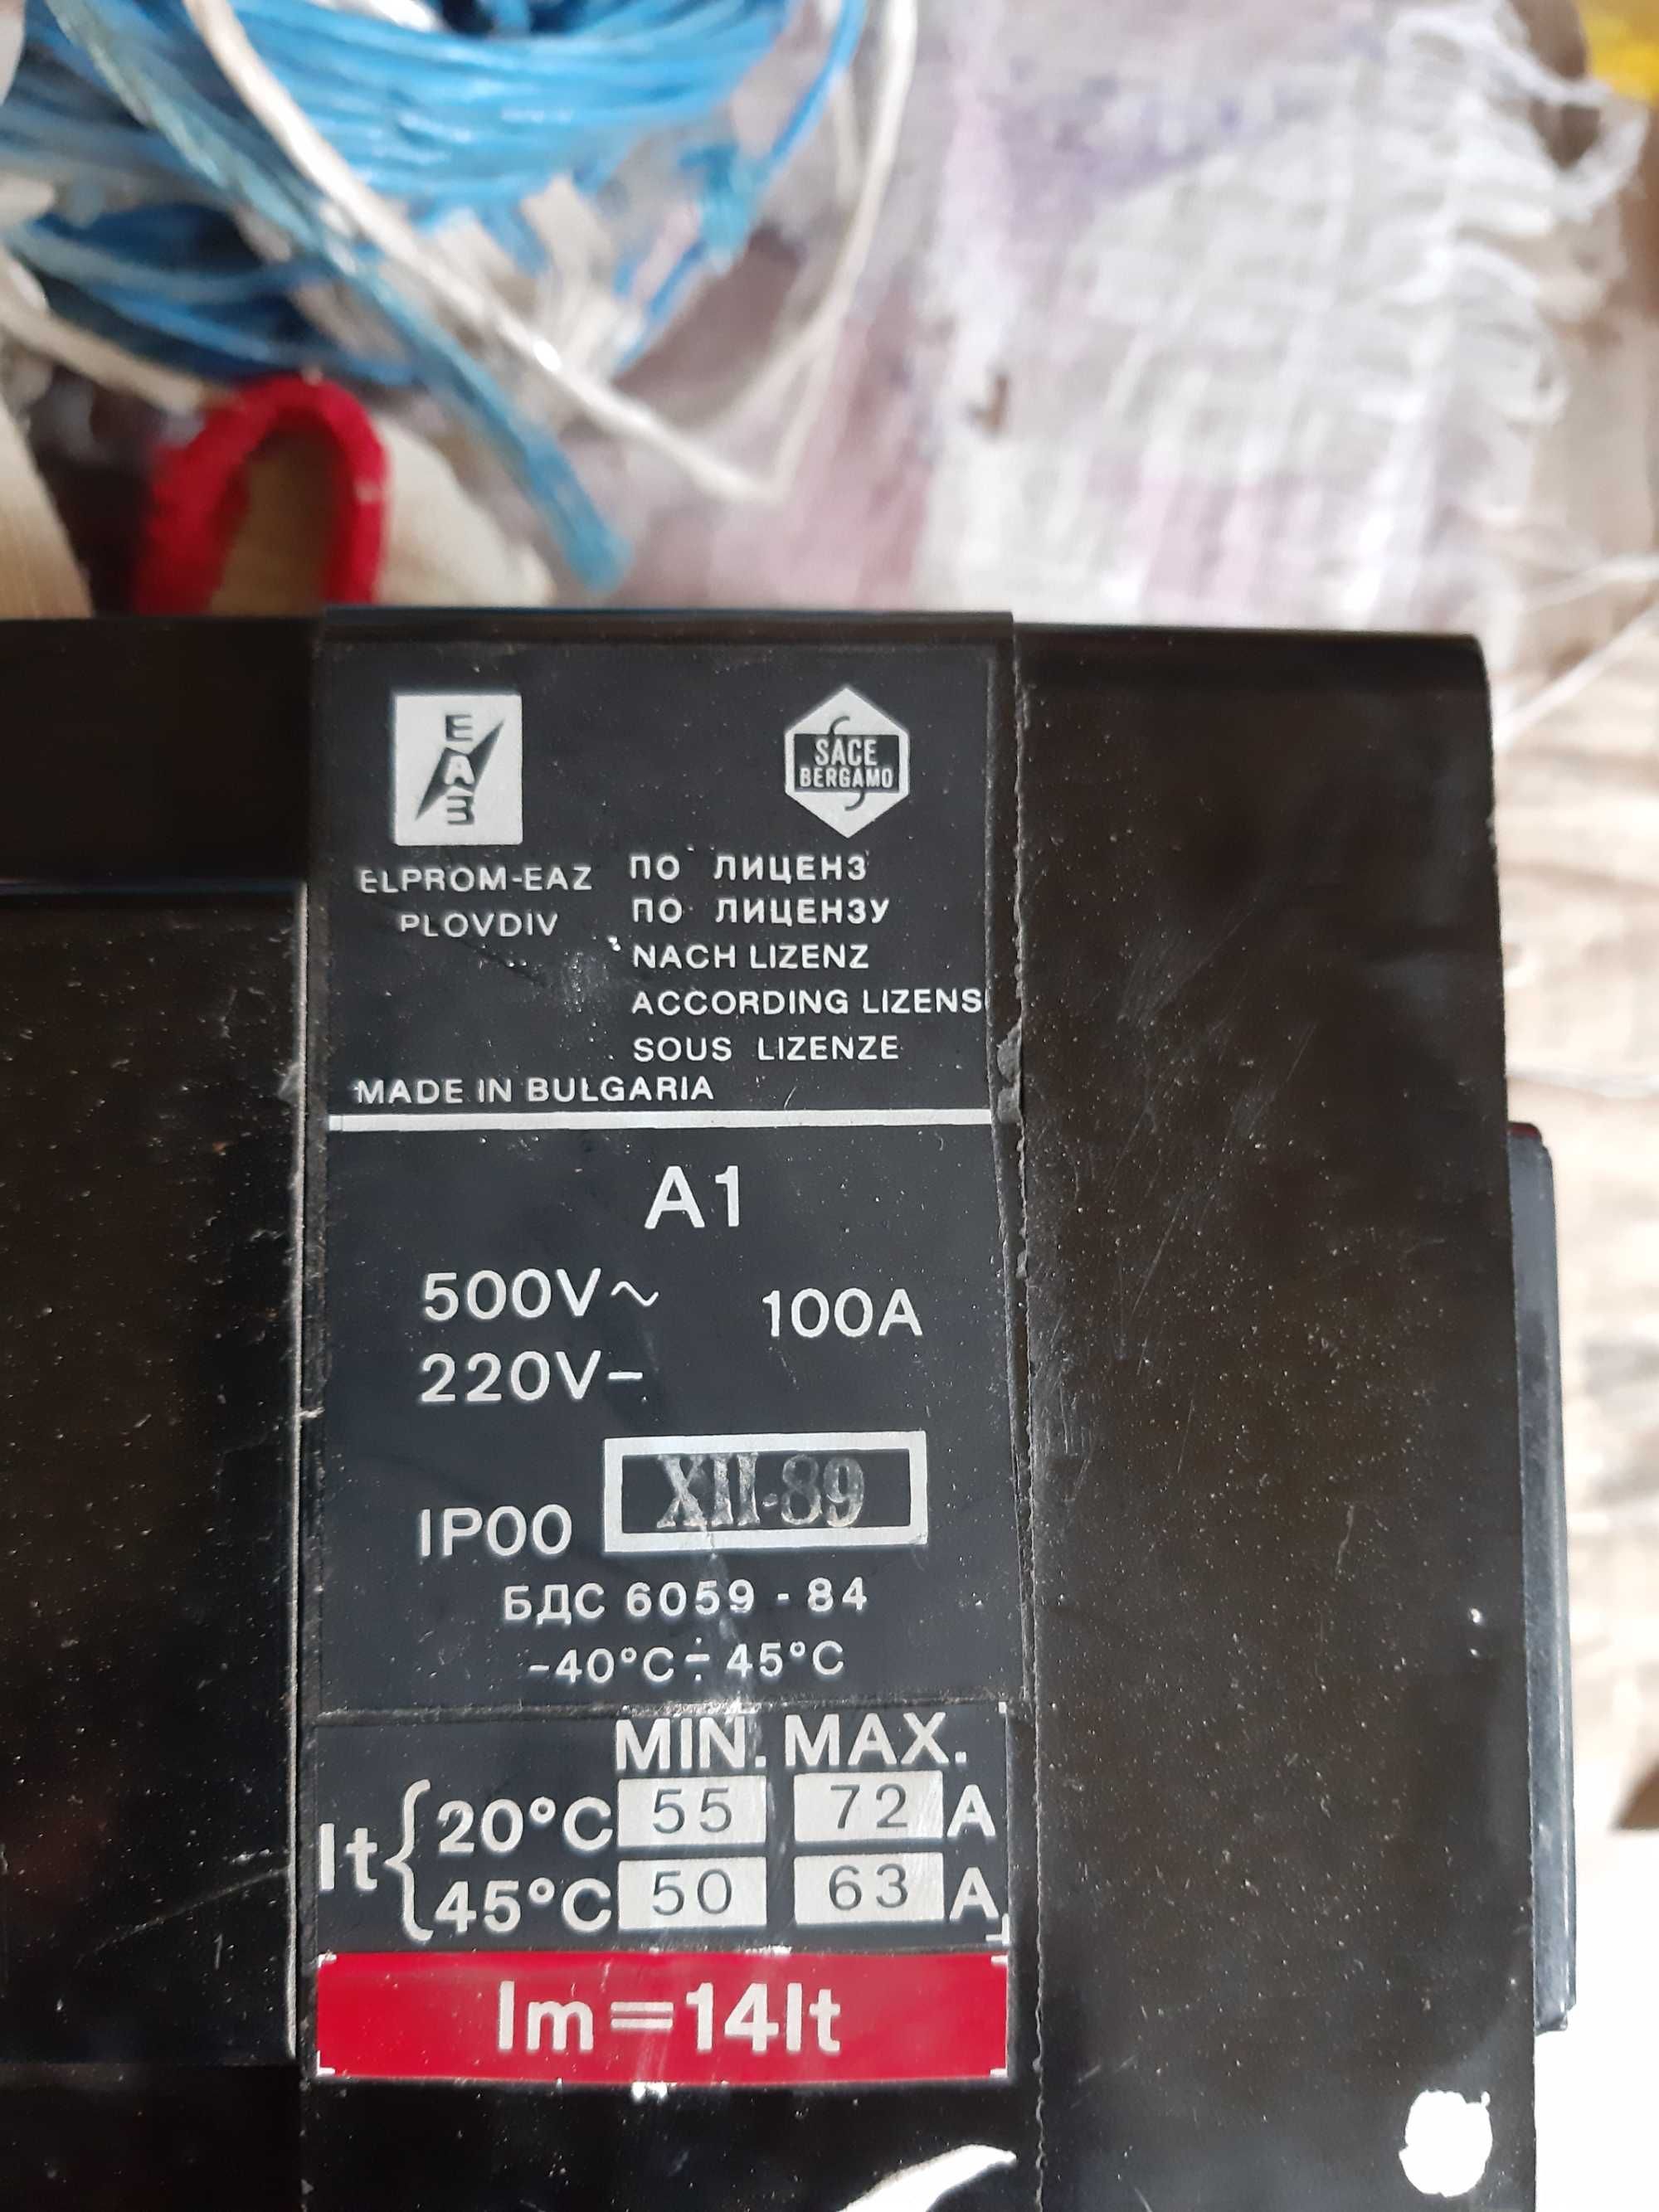 EAЗ
SACE
BERGAMO
ELPROM-EAZ
PLOVDIV
ПО ЛИЦЕНЗ
ПО ЛИЦЕНЗУ
NACH LIZENZ
ACCORDING LIZENS
SOUS LIZENZE
MADE IN BULGARIA
A1
500V~
220V-
100A
IP00
XII-89
БДС 6059 - 84
-40°C÷45°C
MIN. MAX.
It { 20°C 55 72 A
45°C 50 63 A
Im=14It